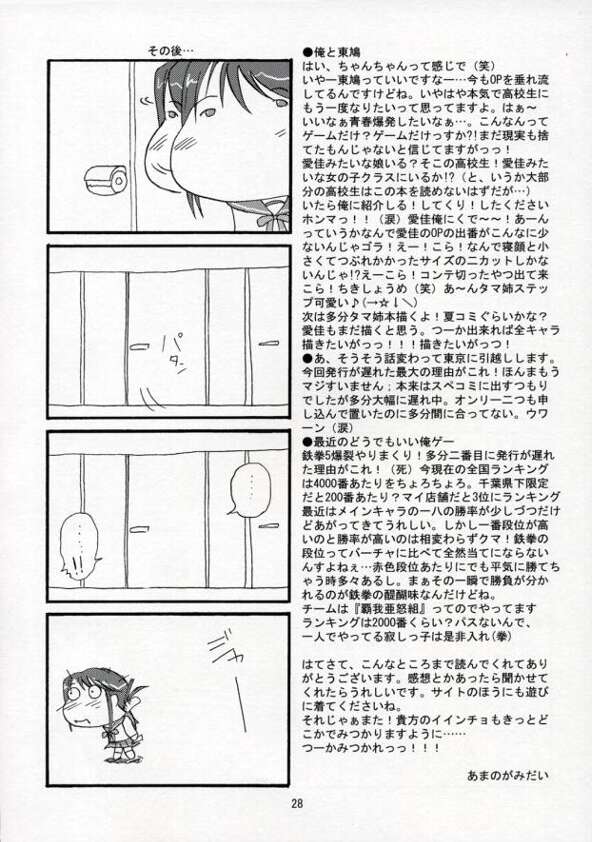 その後…
パタン
……
……!!
ジャー
●俺と東鳩
はい、ちゃんちゃんって感じで（笑）
いやー東鳩っていいですなー…今もOPを垂れ流
してるんですけどね。いやはや本気で高校生に
もう一度なりたいって思ってますよ。はぁ～
いいなぁ青春爆発したいなぁ…。こんなんって
ゲームだけ？ゲームだけっすか?!まだ現実も捨
てたもんじゃないと信じてますがっっ！
愛佳みたいな娘いる？そこの高校生！愛佳みた
いな女の子クラスにいるか!?（と、いうか大部
分の高校生はこの本を読めないはずだが…）
いたら俺に紹介しる！してくり！したください
ホンマっ！！（涙）愛佳俺にくで～～！あーん
っていうかなんで愛佳のOPの出番がこんなに少
ないんじゃゴラ！えー！こら！なんで寝顔と小
さくてつぶれかかったサイズの二カットしかな
いんじゃ!?えーこら！コンテ切ったやつ出て来
こら！ちきしょうめ（笑）あ～んタマ姉ステッ
プ可愛い♪(→☆↓＼)
次は多分タマ姉本描くよ！夏コミぐらいかな？
愛佳もまだ描くと思う。つーか出来れば全キャラ
描きたいがっっ！！！描きたいがっつ！
●あ、そうそう話変わって東京に引越しします。
今回発行が遅れた最大の理由がこれ！ほんまもう
マジすいません；本来はスペコミに出すつもり
でしたが多分大幅に遅れ中。オンリー二つも申
し込んで置いたのに多分間に合ってない。ウワ
ーン（涙）
●最近のどうでもいい俺ゲー
鉄拳5爆裂やりまくり！多分二番目に発行が遅れ
た理由がこれ！（死）今現在の全国ランキング
は4000番あたりをちょろちょろ。千葉県下限定
だと200番あたり？マイ店舗だと3位にランキング
最近はメインキャラの一八の勝率が少しづつだけ
どあがってきてうれしい。しかし一番段位が高い
のと勝率が高いのは相変わらずクマ！鉄拳の
段位ってバーチャに比べて全然当てにならない
んすよねぇ…赤色段位あたりにでも平気に勝てち
ゃう時多々あるし。まぁその一瞬で勝負が分か
れるのが鉄拳の醍醐味なんだけどね。
チームは『覇我亜怒組』ってのでやってます
ランキングは2000番くらい？パスないんで、
一人でやってる寂しっ子は是非入れ(拳)
はてさて、こんなところまで読んでくれてあり
がとうございます。感想とかあったら聞かせて
くれたらうれしいです。サイトのほうにも遊び
に着てくださいね。
それじゃぁまた！貴方のイインチョもきっとど
こかでみつかりますように……
つーかみつかれっっ！！！
あまのがみだい
28